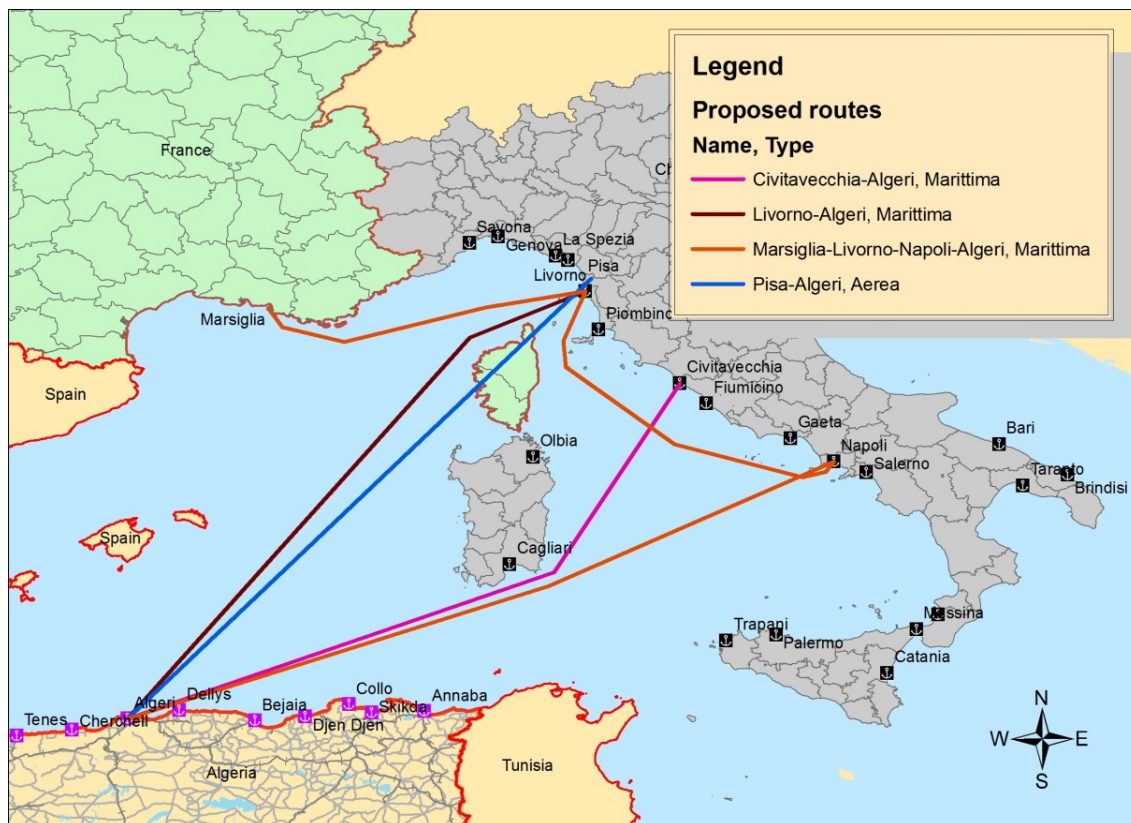 Legend
Proposed routes
Name, Type
Civitavecchia-Algeri, Marittima
Livorno-Algeri, Marittima
Marsiglia-Livorno-Napoli-Algeri, Marittima
Pisa-Algeri, Aerea
France
Savona
Genova
La Spezia
Livorno
Pisa
Marsiglia
Piombino
Spain
Civitavecchia
Fiumicino
Gaeta
Napoli
Salerno
Bari
Taranto
Brindisi
Olbia
Spain
Cagliari
Messina
Trapani
Palermo
Catania
Tenes
Cherchell
Algeri
Dellys
Bejaia
Djen Djen
Collo
Skikda
Annaba
Algeria
Tunisia
N
W
E
S